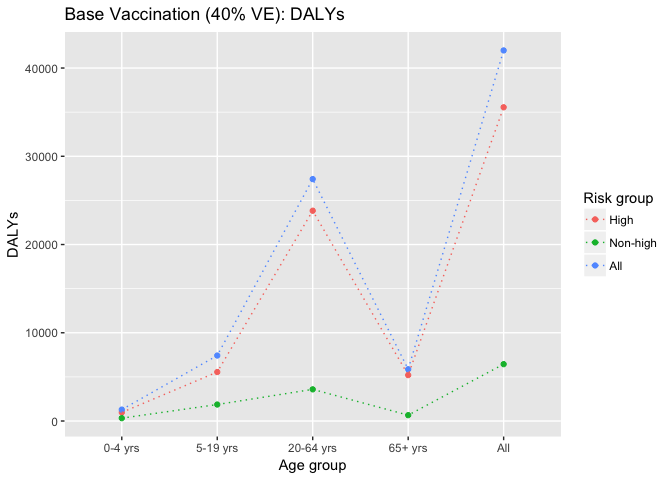 Base Vaccination (40% VE): DALYs
DALYs
40000
30000
20000
10000
0
0-4 yrs
5-19 yrs
20-64 yrs
65+ yrs
All
Age group
Risk group
High
Non-high
All